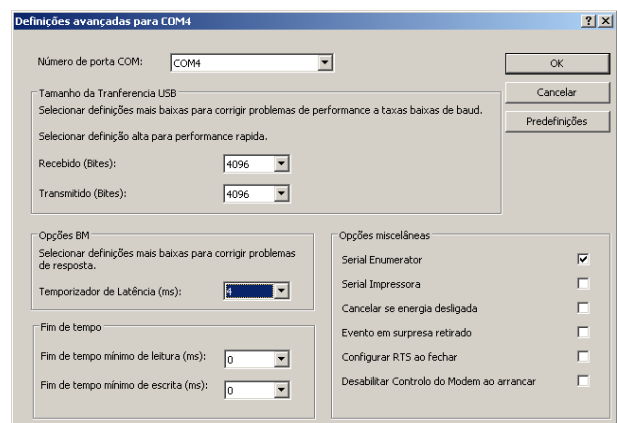 Definições avançadas para COM4
Número de porta COM: COM4
OK
Cancelar
Predefinições
Tamanho da Tranferencia USB
Selecionar definições mais baixas para corrigir problemas de performance a taxas baixas de baud.
Selecionar definição alta para performance rapida.
Recebido (Bites): 4096
Transmitido (Bites): 4096
Opções BM
Selecionar definições mais baixas para corrigir problemas
de resposta.
Temporizador de Latência (ms): 4
Fim de tempo
Fim de tempo mínimo de leitura (ms): 0
Fim de tempo mínimo de escrita (ms): 0
Opções miscelâneas
Serial Enumerator
Serial Impressora
Cancelar se energia desligada
Evento em surpresa retirado
Configurar RTS ao fechar
Desabilitar Controlo do Modem ao arrancar